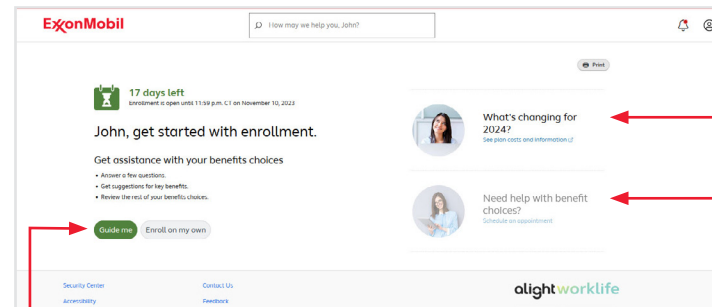 ExxonMobil
How may we help you, John?
Print
17 days left
Enrollment is open until 11:59 p.m. CT on November 10, 2023
John, get started with enrollment.
Get assistance with your benefits choices
• Answer a few questions.
• Get suggestions for key benefits.
• Review the rest of your benefits choices.
Guide me
Enroll on my own
What's changing for
2024?
See plan costs and information
Need help with benefit
choices?
Schedule an appointment
Security Center
Contact Us
Accessibility
Feedback
alightworklife